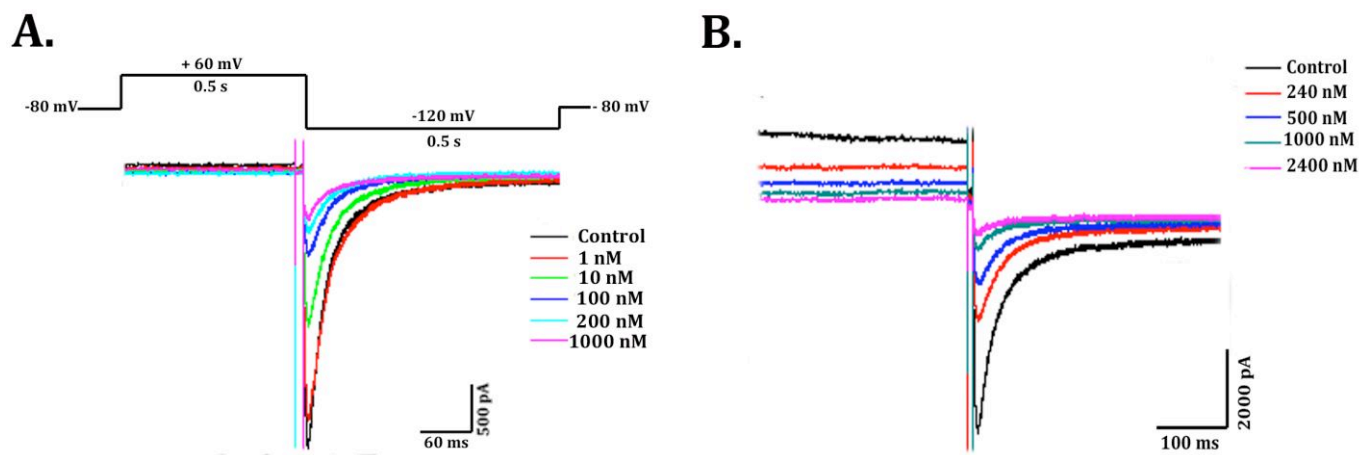 A.
+ 60 mV
0.5 s
-80 mV
-120 mV
0.5 s
- 80 mV
Control
1 nM
10 nM
100 nM
200 nM
1000 nM
500 pA
60 ms
B.
Control
240 nM
500 nM
1000 nM
2400 nM
2000 pA
100 ms